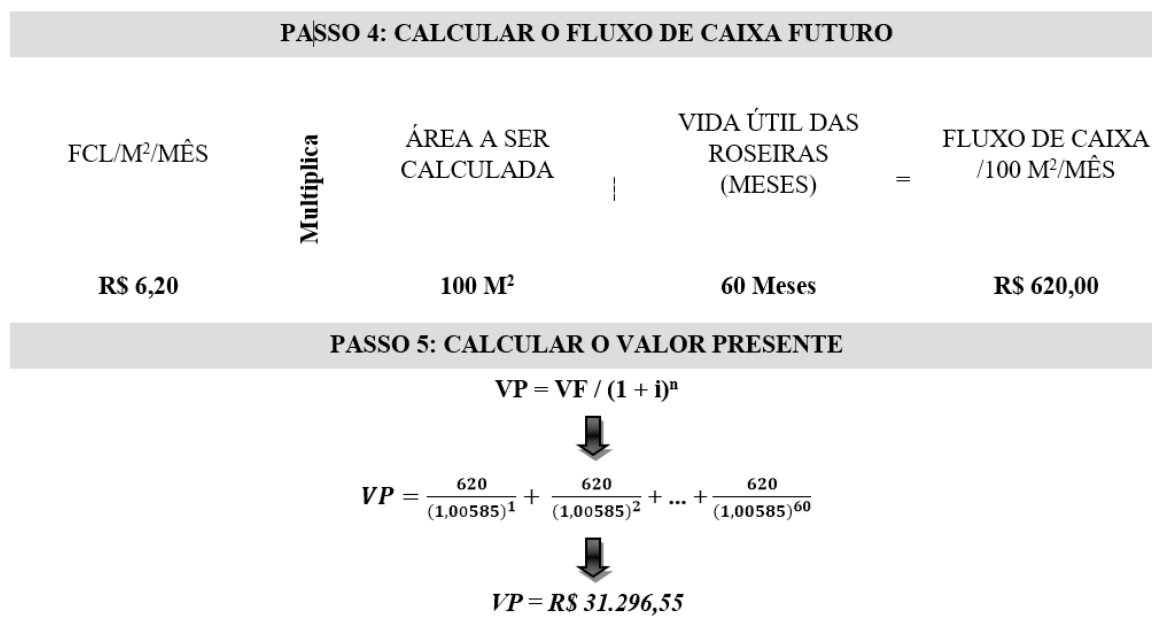 PASSO 4: CALCULAR O FLUXO DE CAIXA FUTURO
FCL/M²/MÊS
Multiplica
ÁREA A SER
CALCULADA
¦
VIDA ÚTIL DAS
ROSEIRAS
(MESES)
=
FLUXO DE CAIXA
/100 M²/MÊS
R$ 6,20
100 M²
60 Meses
R$ 620,00
PASSO 5: CALCULAR O VALOR PRESENTE
VP = VF / (1 + i)ⁿ
VP = 620/(1,00585)¹ + 620/(1,00585)² + ... + 620/(1,00585)⁶⁰
VP = R$ 31.296,55